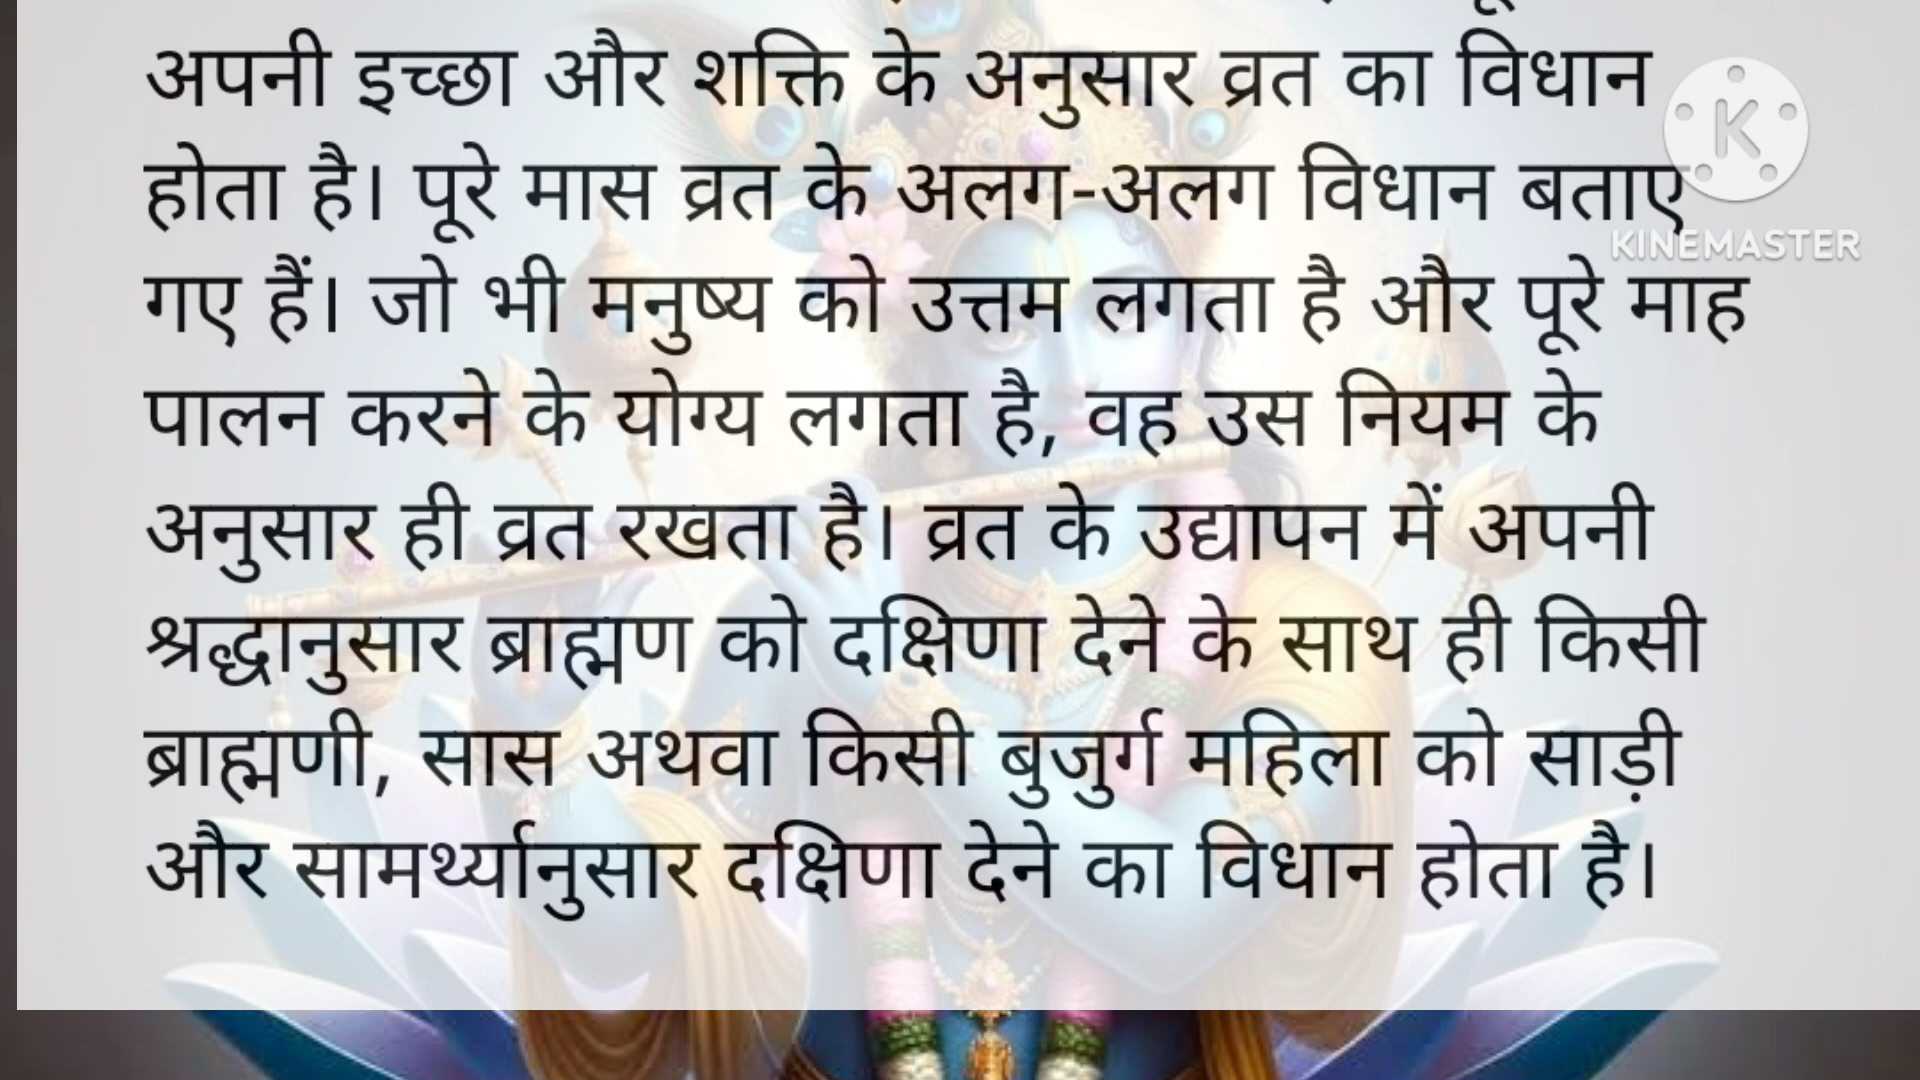 अपनी इच्छा और शक्ति के अनुसार व्रत का विधान
होता है। पूरे मास व्रत के अलग-अलग विधान बताए
गए हैं। जो भी मनुष्य को उत्तम लगता है और पूरे माह
पालन करने के योग्य लगता है, वह उस नियम के
अनुसार ही व्रत रखता है। व्रत के उद्यापन में अपनी
श्रद्धानुसार ब्राह्मण को दक्षिणा देने के साथ ही किसी
ब्राह्मणी, सास अथवा किसी बुजुर्ग महिला को साड़ी
और सामर्थ्यानुसार दक्षिणा देने का विधान होता है।
K
KINEMASTER